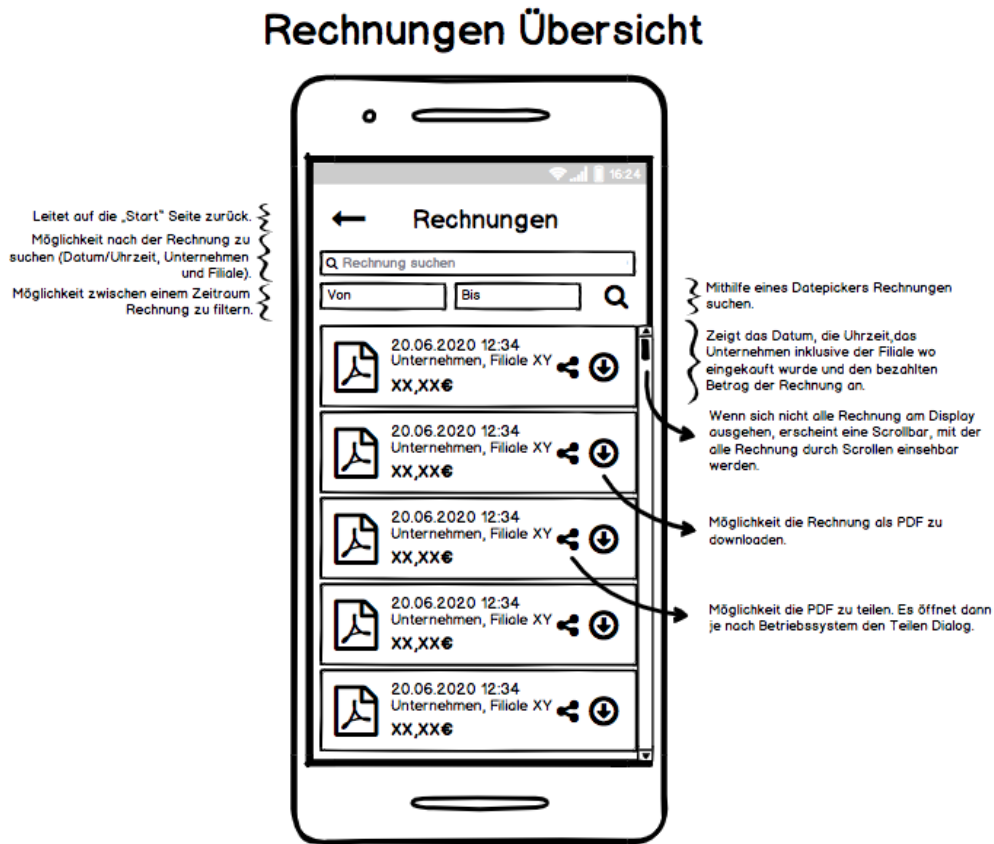 Rechnungen Übersicht
16:24
Rechnungen
Rechnung suchen
Von
Bis
20.06.2020 12:34
Unternehmen, Filiale XY
XX,XX€
20.06.2020 12:34
Unternehmen, Filiale XY
XX,XX€
20.06.2020 12:34
Unternehmen, Filiale XY
XX,XX€
20.06.2020 12:34
Unternehmen, Filiale XY
XX,XX€
20.06.2020 12:34
Unternehmen, Filiale XY
XX,XX€
Leitet auf die „Start" Seite zurück.
Möglichkeit nach der Rechnung zu
suchen (Datum/Uhrzeit, Unternehmen
und Filiale).
Möglichkeit zwischen einem Zeitraum
Rechnung zu filtern.
Mithilfe eines Datepickers Rechnungen
suchen.
Zeigt das Datum, die Uhrzeit,das
Unternehmen inklusive der Filiale wo
eingekauft wurde und den bezahlten
Betrag der Rechnung an.
Wenn sich nicht alle Rechnung am Display
ausgehen, erscheint eine Scrollbar, mit der
alle Rechnung durch Scrollen einsehbar
werden.
Möglichkeit die Rechnung als PDF zu
downloaden.
Möglichkeit die PDF zu teilen. Es öffnet dann
je nach Betriebssystem den Teilen Dialog.